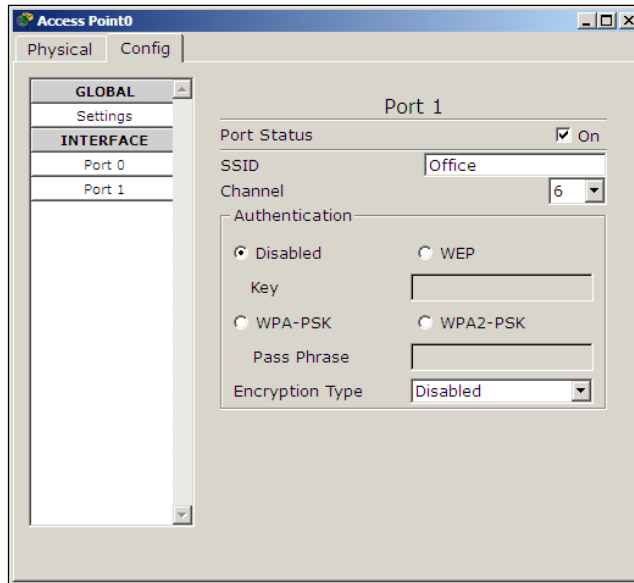 Access Point0
Physical Config
GLOBAL
Settings
INTERFACE
Port 0
Port 1
Port 1
Port Status On
SSID Office
Channel 6
Authentication
Disabled WEP
Key
WPA-PSK WPA2-PSK
Pass Phrase
Encryption Type Disabled